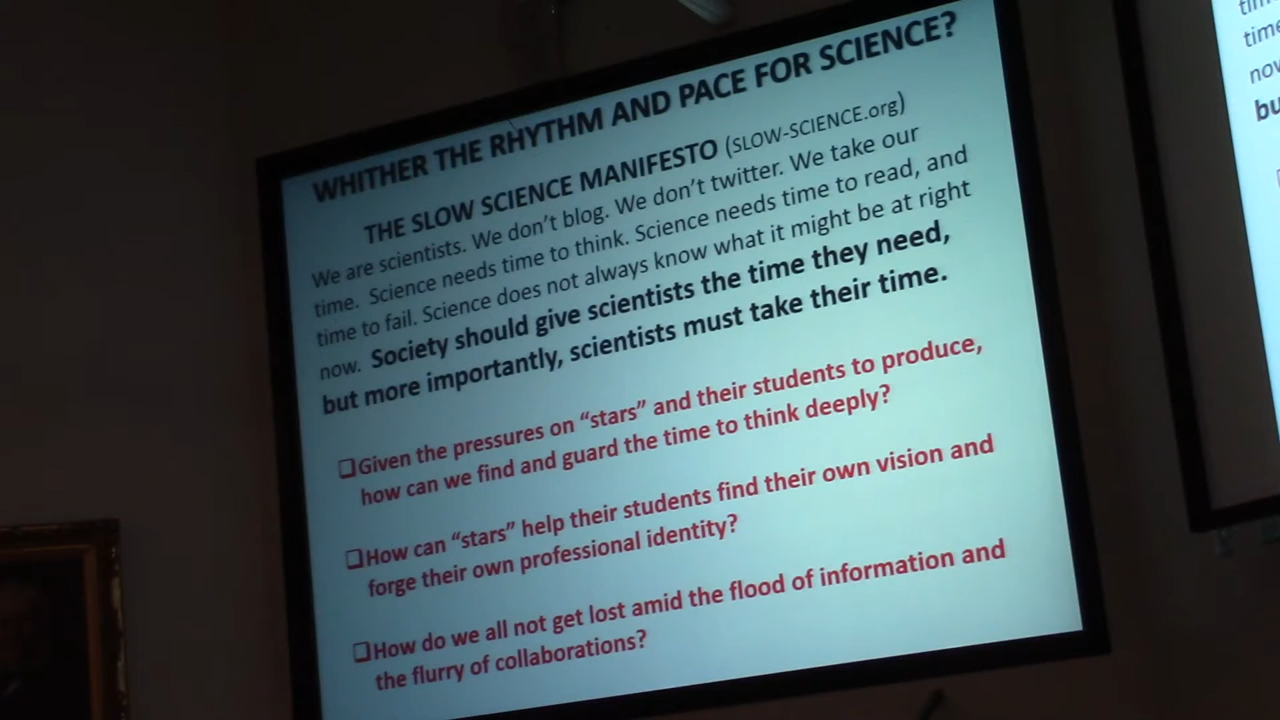 WHITHER THE RHYTHM AND PACE FOR SCIENCE?
THE SLOW SCIENCE MANIFESTO (SLOW-SCIENCE.org)
We are scientists. We don't blog. We don't twitter. We take our
time. Science needs time to think. Science needs time to read, and
time to fail. Science does not always know what it might be at right
now. Society should give scientists the time they need,
but more importantly, scientists must take their time.
❑Given the pressures on “stars” and their students to produce,
how can we find and guard the time to think deeply?
❑How can “stars” help their students find their own vision and
forge their own professional identity?
❑How do we all not get lost amid the flood of information and
the flurry of collaborations?